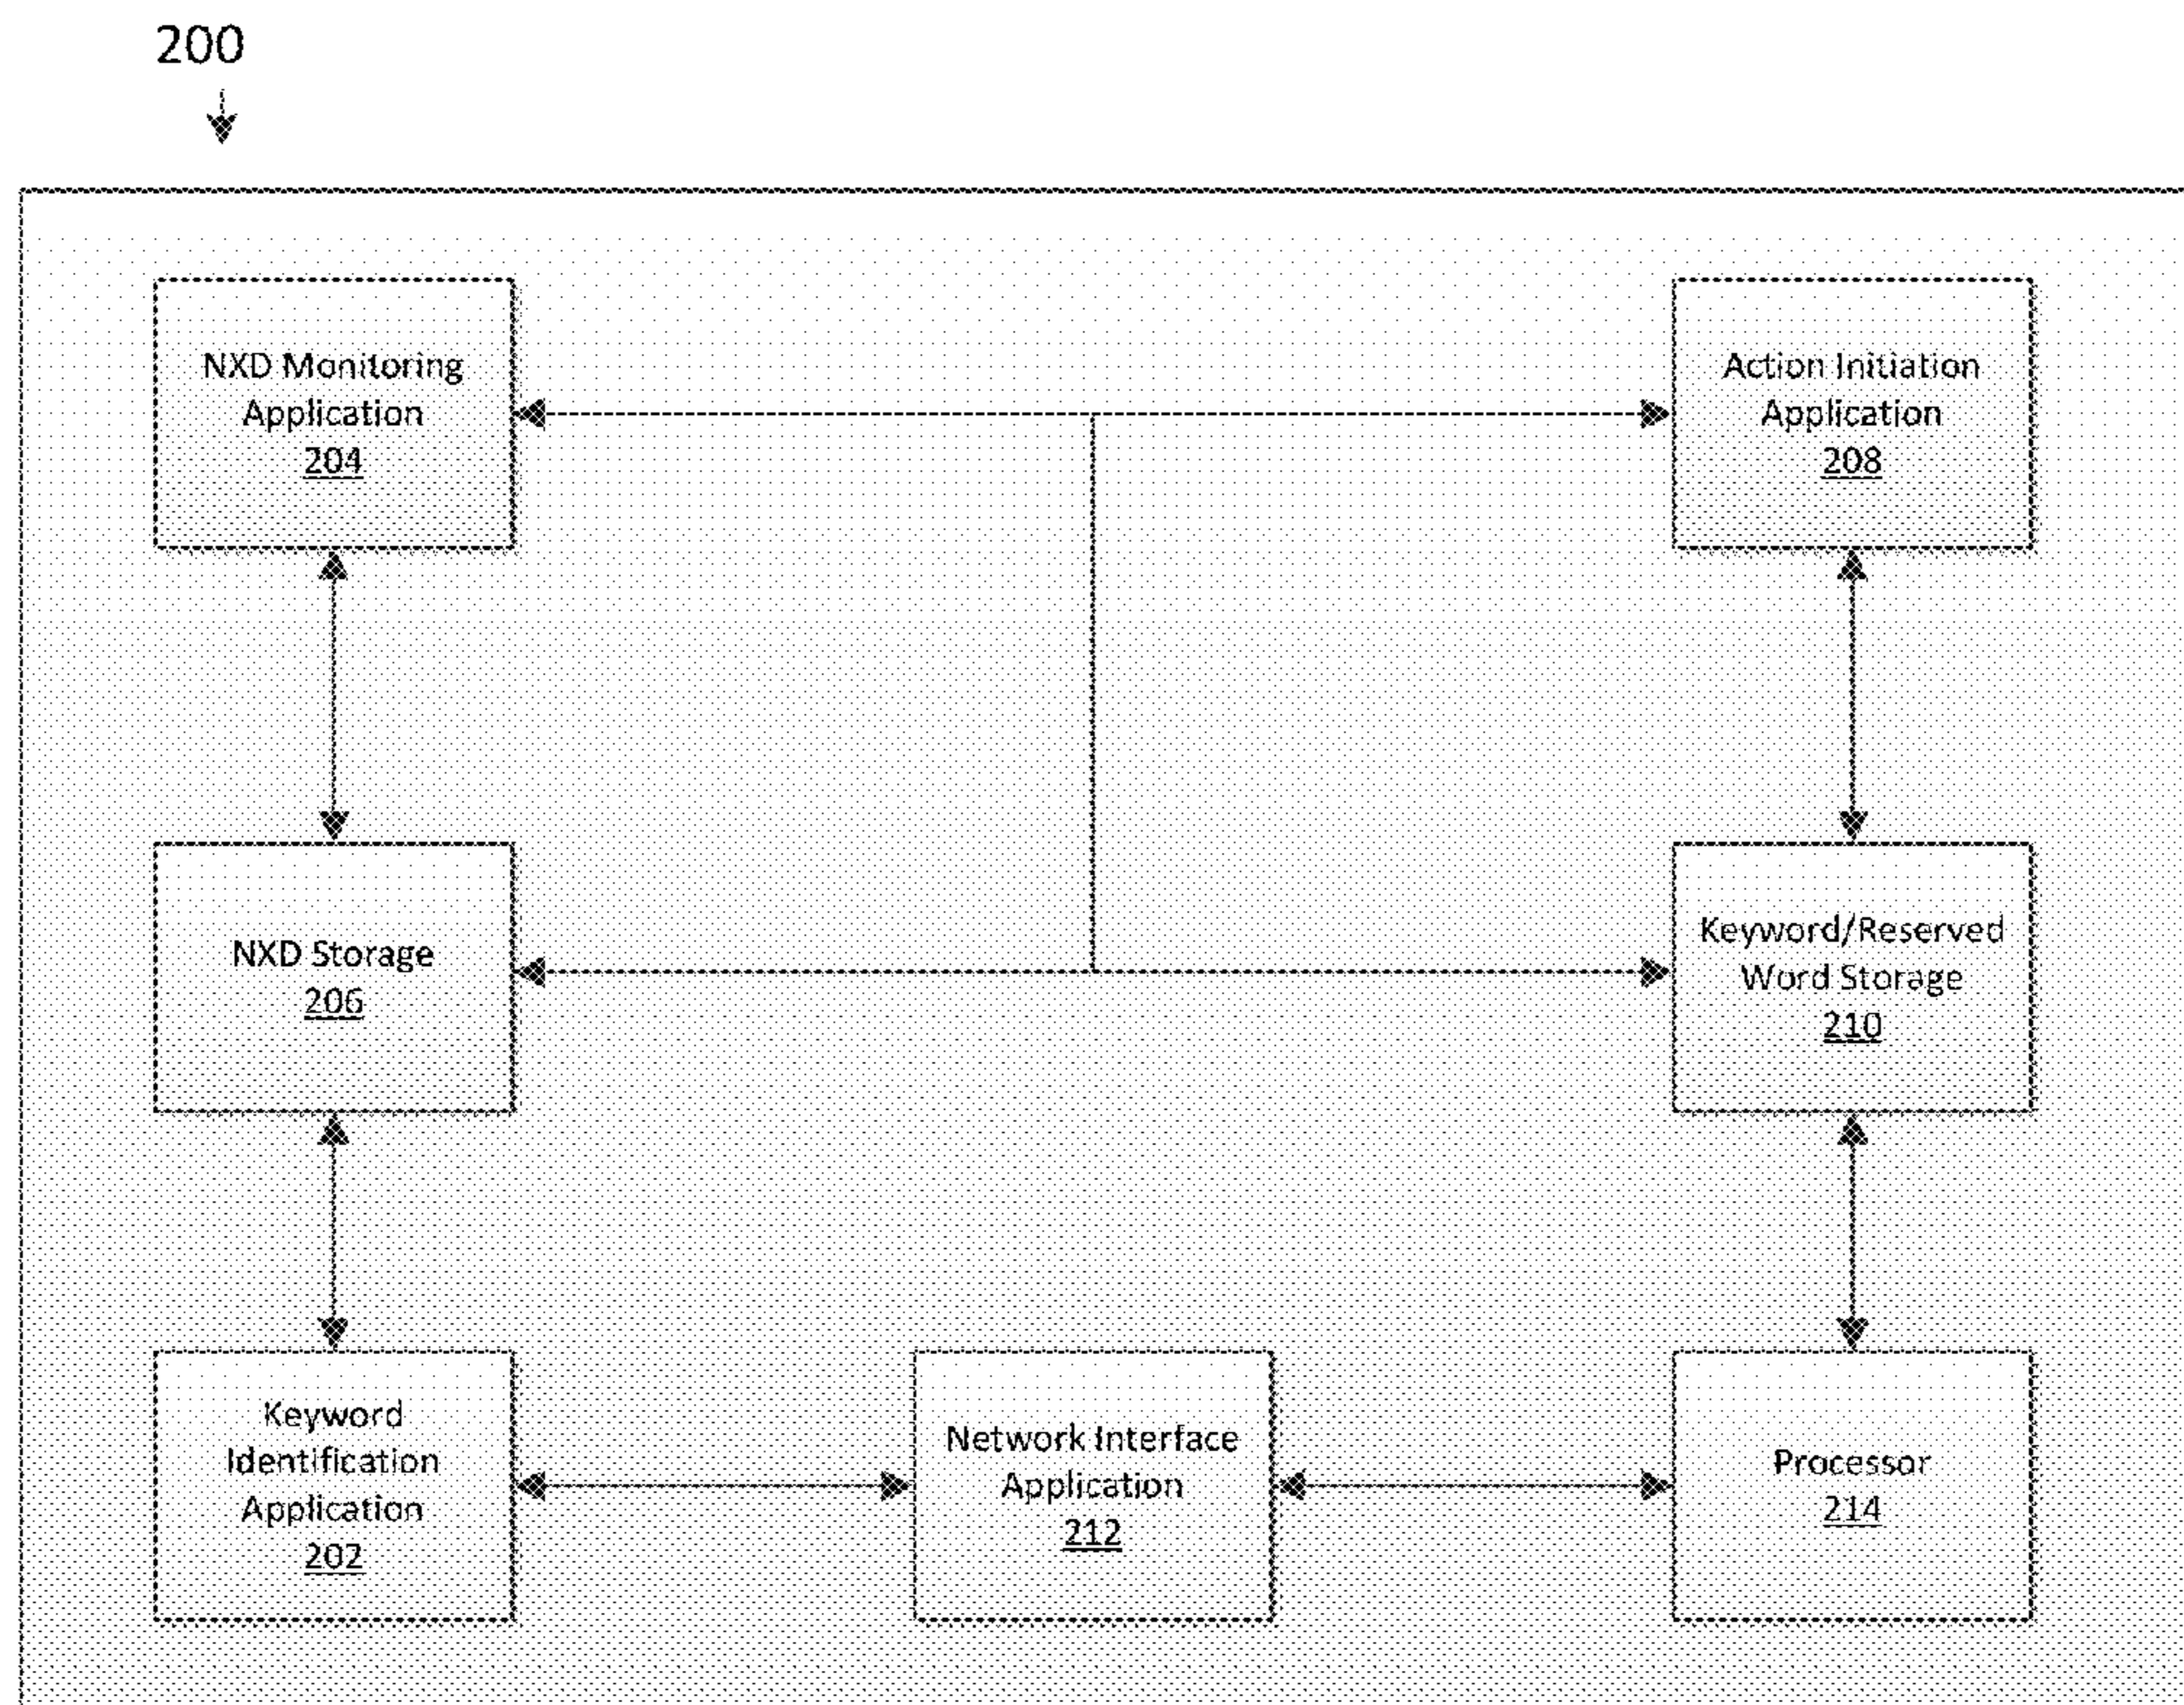 200
NXD Monitoring
Application
204
Action Initiation
Application
208
NXD Storage
206
Keyword/Reserved
Word Storage
210
Keyword
Identification
Application
202
Network Interface
Application
212
Processor
214